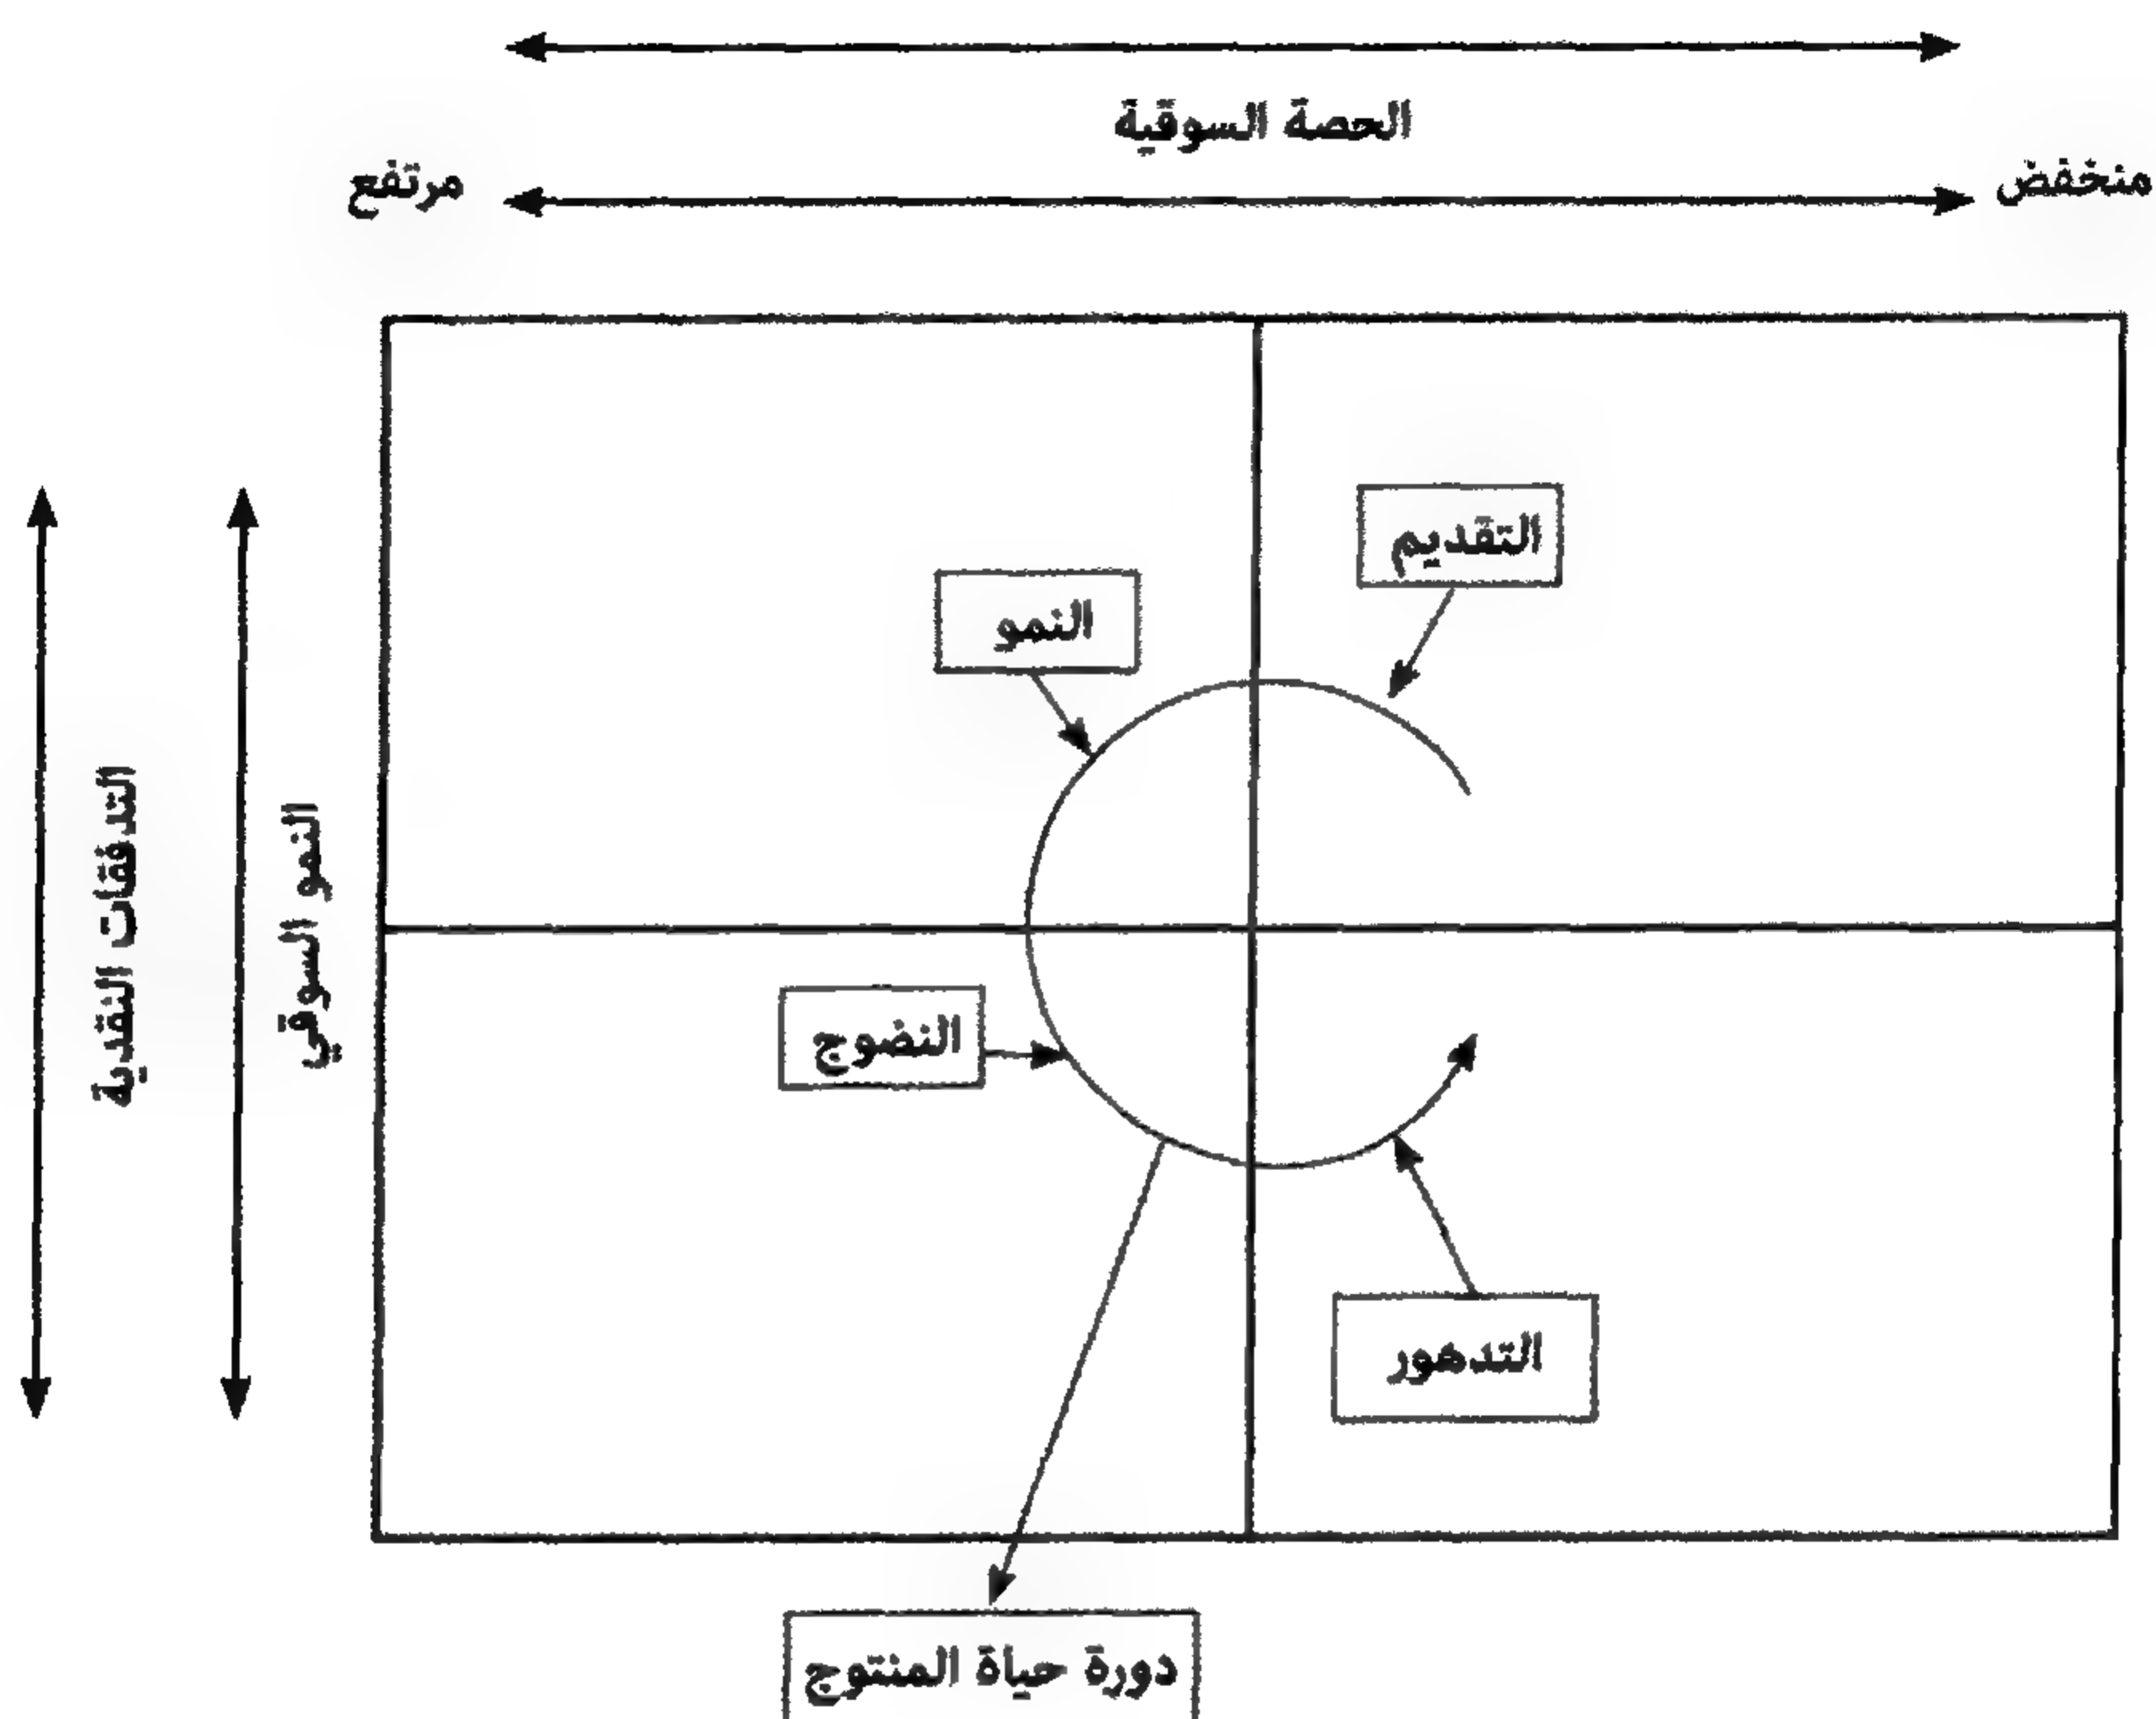 الحصة السوقية
منخفض
مرتفع
التقديم
النمو
النمو السوقي
التدفقات النقدية
النضوج
التدهور
دورة حياة المنتوج